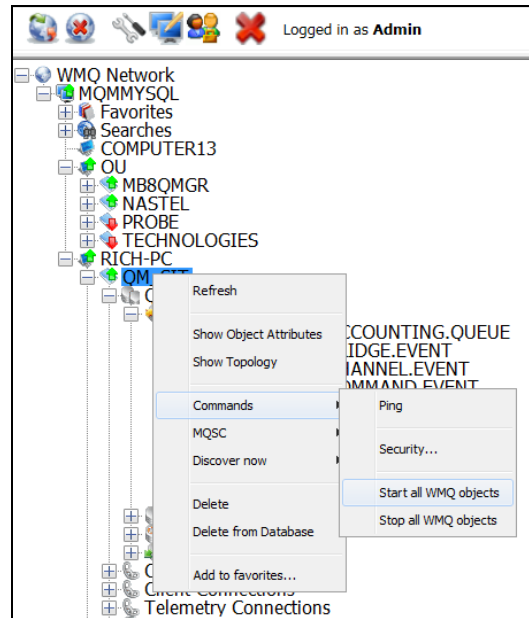 Logged in as Admin
WMQ Network
MQMMYSQL
Favorites
Searches
COMPUTER13
OU
MB8QMGR
NASTEL
PROBE
TECHNOLOGIES
RICH-PC
Refresh
Show Object Attributes
CCOUNTING.QUEUE
IDGE.EVENT
Show Topology
HANNEL.EVENT
OMMAND.EVENT
Commands
Ping
MQSC
Security...
Discover now
Start all WMQ objects
Delete
Stop all WMQ objects
Delete from Database
Add to favorites...
Client Connections
Telemetry Connections